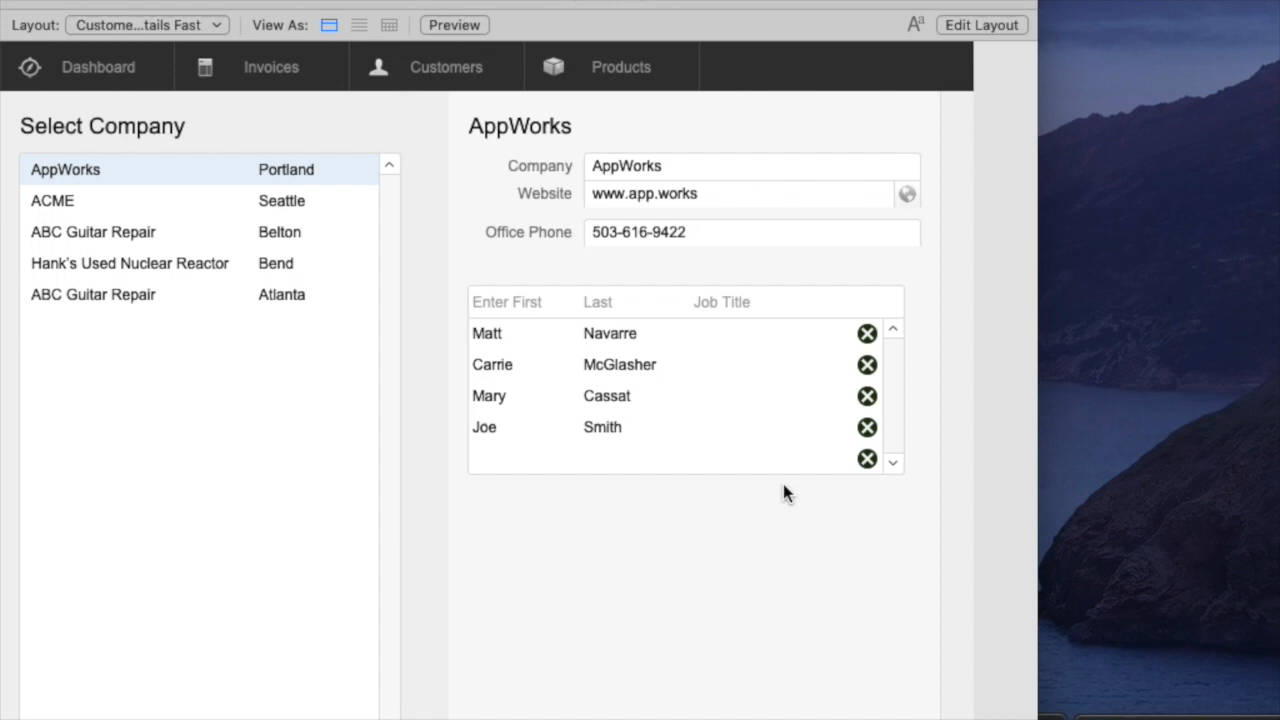 Layout: Custome...tails Fast View As: Preview Aª Edit Layout
Dashboard Invoices Customers Products
Select Company
AppWorks Portland
ACME Seattle
ABC Guitar Repair Belton
Hank's Used Nuclear Reactor Bend
ABC Guitar Repair Atlanta
AppWorks
Company AppWorks
Website www.app.works
Office Phone 503-616-9422
Enter First Last Job Title
Matt Navarre
Carrie McGlasher
Mary Cassat
Joe Smith